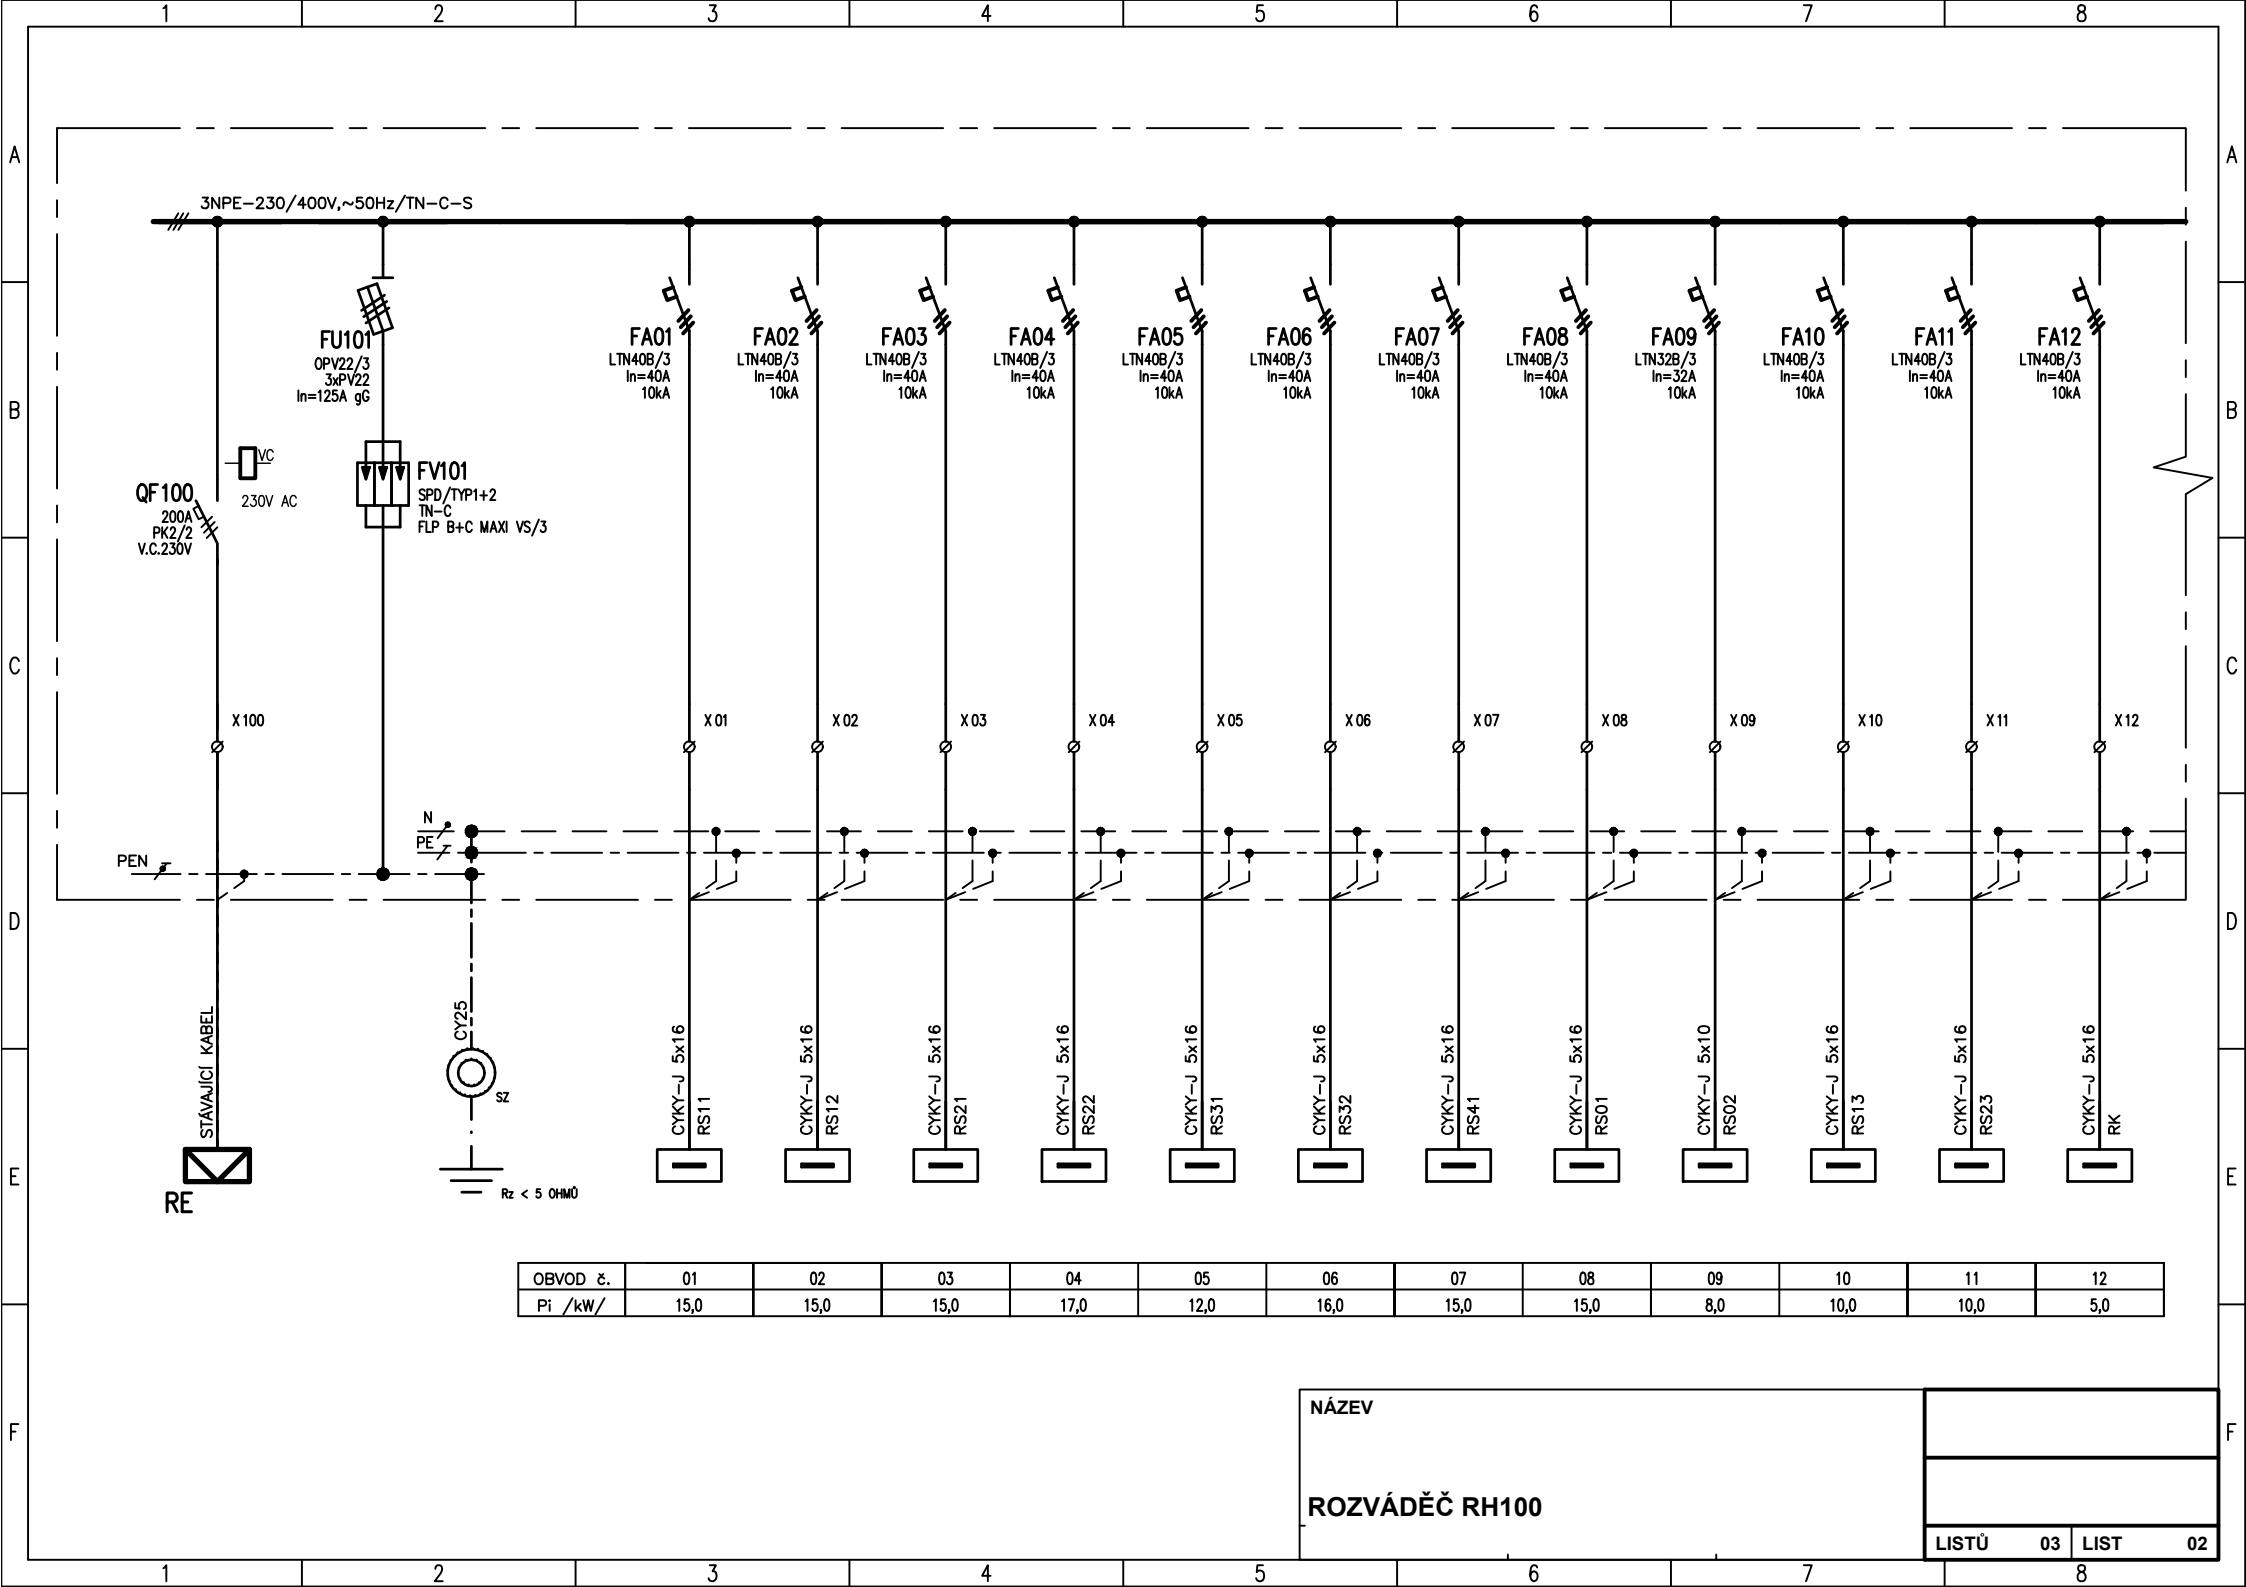 1 2 3 4 5 6 7 8
A A
3NPE-230/400V,~50Hz/TN-C-S
FU101
OPV22/3
3xPV22
In=125A gG
FA01
LTN40B/3
In=40A
10kA
FA02
LTN40B/3
In=40A
10kA
FA03
LTN40B/3
In=40A
10kA
FA04
LTN40B/3
In=40A
10kA
FA05
LTN40B/3
In=40A
10kA
FA06
LTN40B/3
In=40A
10kA
FA07
LTN40B/3
In=40A
10kA
FA08
LTN40B/3
In=40A
10kA
FA09
LTN32B/3
In=32A
10kA
FA10
LTN40B/3
In=40A
10kA
FA11
LTN40B/3
In=40A
10kA
FA12
LTN40B/3
In=40A
10kA
B B
VC
230V AC
QF100
200A
PK2/2
V.C.230V
FV101
SPD/TYP1+2
TN-C
FLP B+C MAXI VS/3
C C
X100 X01 X02 X03 X04 X05 X06 X07 X08 X09 X10 X11 X12
N
PE
PEN
D D
STÁVAJÍCÍ KABEL
CY25
SZ
CYKY-J 5x16
RS11
CYKY-J 5x16
RS12
CYKY-J 5x16
RS21
CYKY-J 5x16
RS22
CYKY-J 5x16
RS31
CYKY-J 5x16
RS32
CYKY-J 5x16
RS41
CYKY-J 5x16
RS01
CYKY-J 5x10
RS02
CYKY-J 5x16
RS13
CYKY-J 5x16
RS23
CYKY-J 5x16
RK
E E
RE
Rz < 5 OHMŮ
OBVOD č. 01 02 03 04 05 06 07 08 09 10 11 12
Pi /kW/ 15,0 15,0 15,0 17,0 12,0 16,0 15,0 15,0 8,0 10,0 10,0 5,0
F F
NÁZEV
ROZVÁDĚČ RH100
LISTŮ 03 LIST 02
1 2 3 4 5 6 7 8